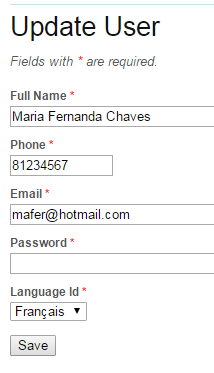 Update User
Fields with * are required.
Full Name *
Maria Fernanda Chaves
Phone *
81234567
Email *
mafer@hotmail.com
Password *
Language Id *
Français
Save